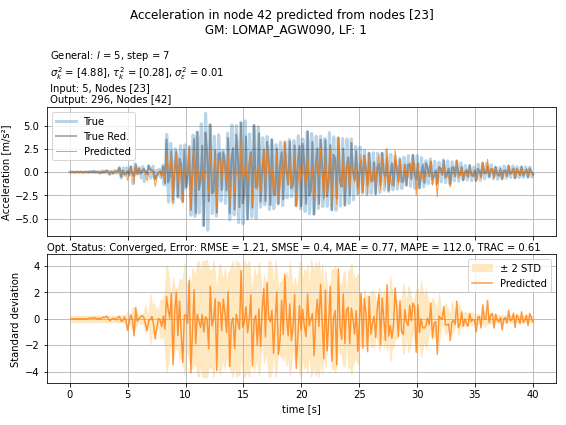 Acceleration in node 42 predicted from nodes [23]
GM: LOMAP_AGW090, LF: 1
General: l = 5, step = 7
σ²ₖ = [4.88], τ²ₖ = [0.28], σ²ε = 0.01
Input: 5, Nodes [23]
Output: 296, Nodes [42]
True
True Red.
Predicted
Acceleration [m/s²]
5.0
2.5
0.0
−2.5
−5.0
Opt. Status: Converged, Error: RMSE = 1.21, SMSE = 0.4, MAE = 0.77, MAPE = 112.0, TRAC = 0.61
± 2 STD
Predicted
Standard deviation
4
2
0
−2
−4
0 5 10 15 20 25 30 35 40
time [s]